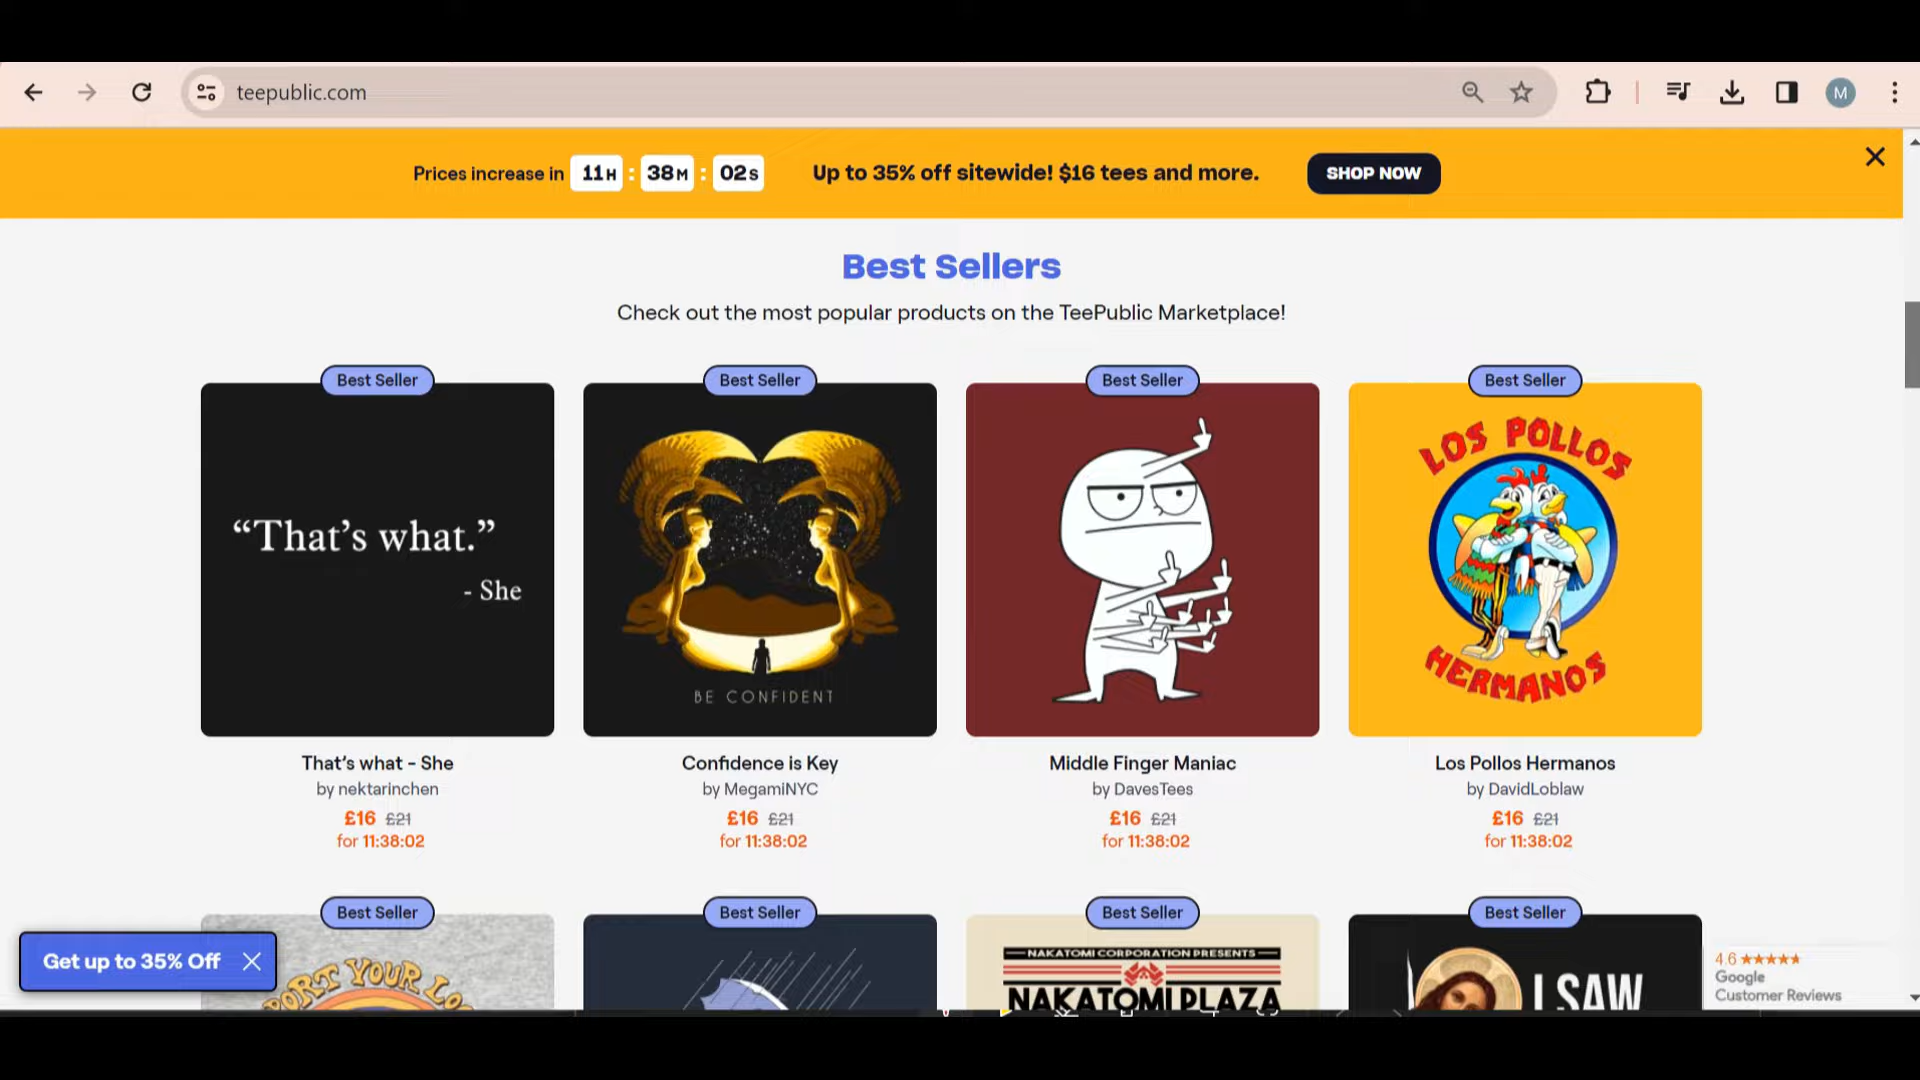 teepublic.com
M
Prices increase in 11H : 38M : 02S
Up to 35% off sitewide! $16 tees and more.
SHOP NOW
Best Sellers
Check out the most popular products on the TeePublic Marketplace!
Best Seller
Best Seller
Best Seller
Best Seller
“That’s what.”
- She
BE CONFIDENT
LOS POLLOS
HERMANOS
That’s what - She
by nektarinchen
£16 £21
for 11:38:02
Confidence is Key
by MegamiNYC
£16 £21
for 11:38:02
Middle Finger Maniac
by DavesTees
£16 £21
for 11:38:02
Los Pollos Hermanos
by DavidLoblaw
£16 £21
for 11:38:02
Best Seller
Best Seller
Best Seller
Best Seller
Get up to 35% Off
YOUR
NAKATOMI CORPORATION PRESENTS
NAKATOMI PLAZA
I SAW
4.6
Google
Customer Reviews